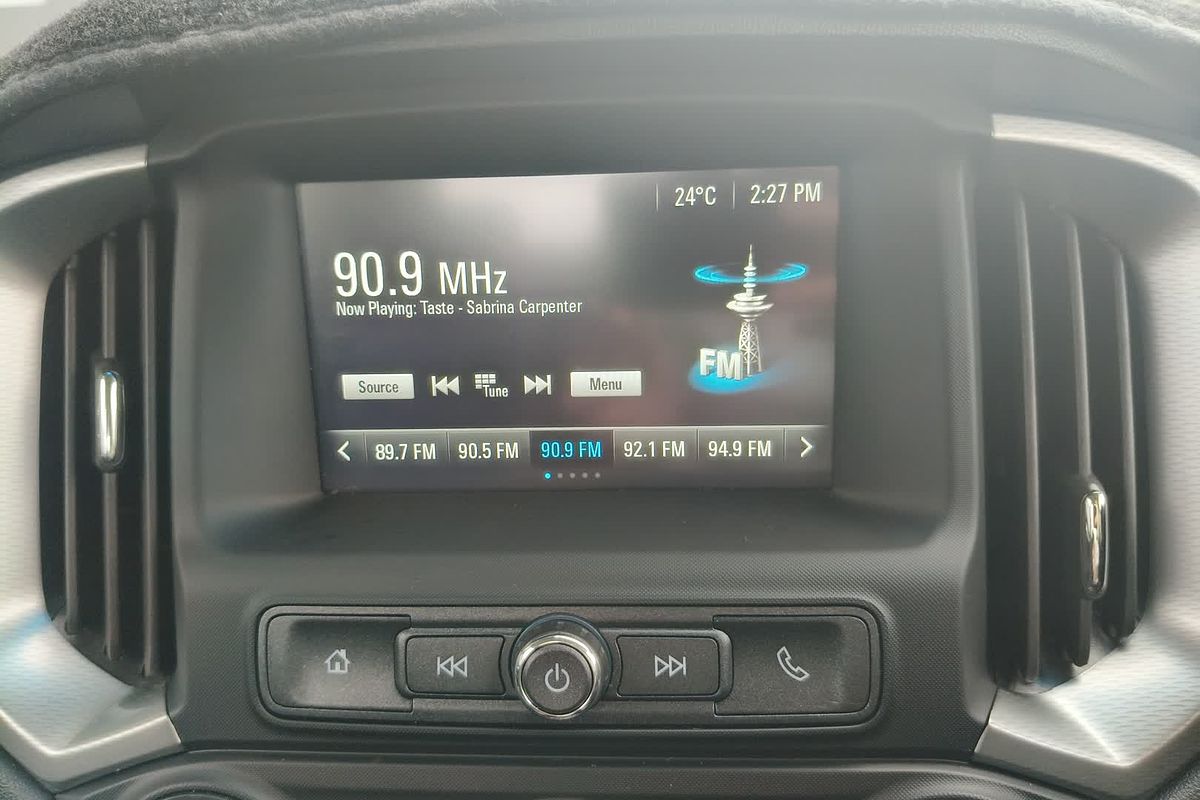 24°C 2:27 PM
90.9 MHz
Now Playing: Taste - Sabrina Carpenter
FM
Source Tune Menu
89.7 FM 90.5 FM 90.9 FM 92.1 FM 94.9 FM